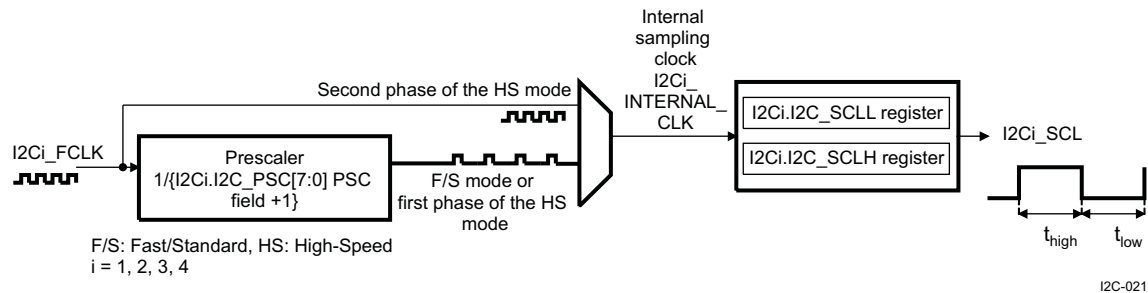 Internal
sampling
clock
I2Ci_
INTERNAL_
CLK
Second phase of the HS mode
I2Ci.I2C_SCLL register
I2Ci_FCLK
Prescaler
1/{I2Ci.I2C_PSC[7:0] PSC
field +1}
F/S mode or
first phase of the HS
mode
I2Ci.I2C_SCLH register
I2Ci_SCL
thigh
tlow
F/S: Fast/Standard, HS: High-Speed
i = 1, 2, 3, 4
I2C-021